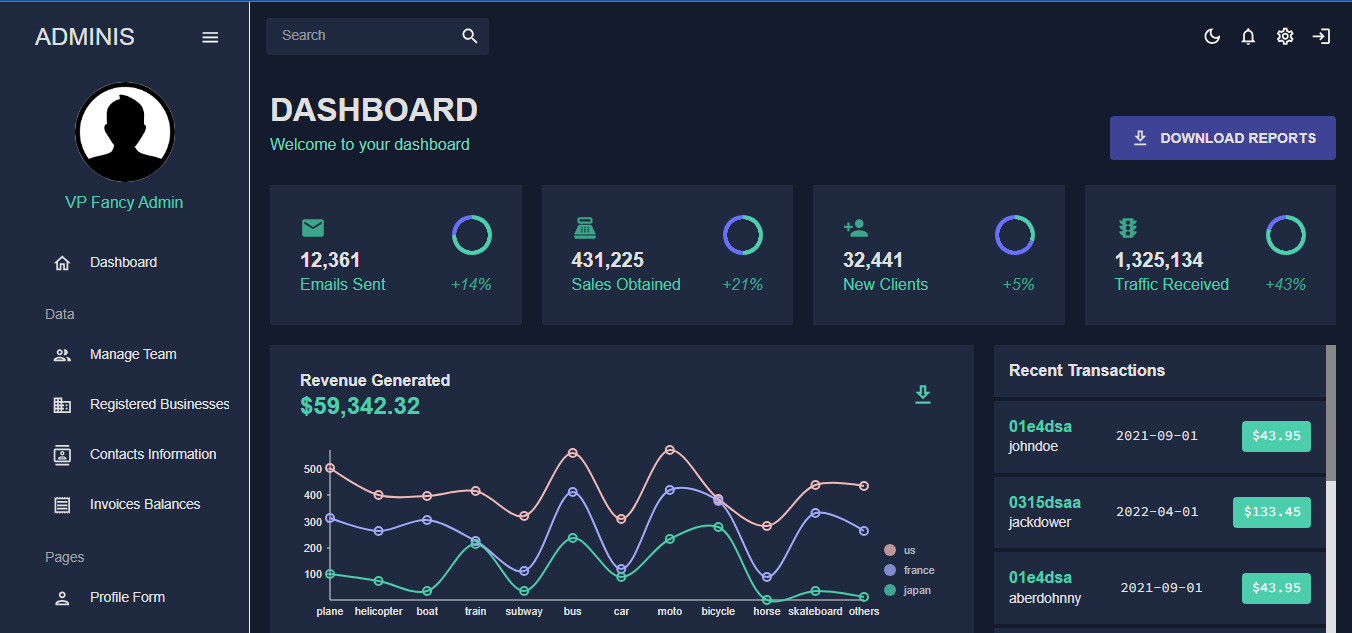 ADMINIS
VP Fancy Admin
Dashboard
Data
Manage Team
Registered Businesses
Contacts Information
Invoices Balances
Pages
Profile Form
Search
DASHBOARD
Welcome to your dashboard
DOWNLOAD REPORTS
12,361
Emails Sent +14%
431,225
Sales Obtained +21%
32,441
New Clients +5%
1,325,134
Traffic Received +43%
Revenue Generated
$59,342.32
500
400
300
200
100
plane helicopter boat train subway bus car moto bicycle horse skateboard others
us
france
japan
Recent Transactions
01e4dsa
johndoe
2021-09-01
$43.95
0315dsaa
jackdower
2022-04-01
$133.45
01e4dsa
aberdohnny
2021-09-01
$43.95